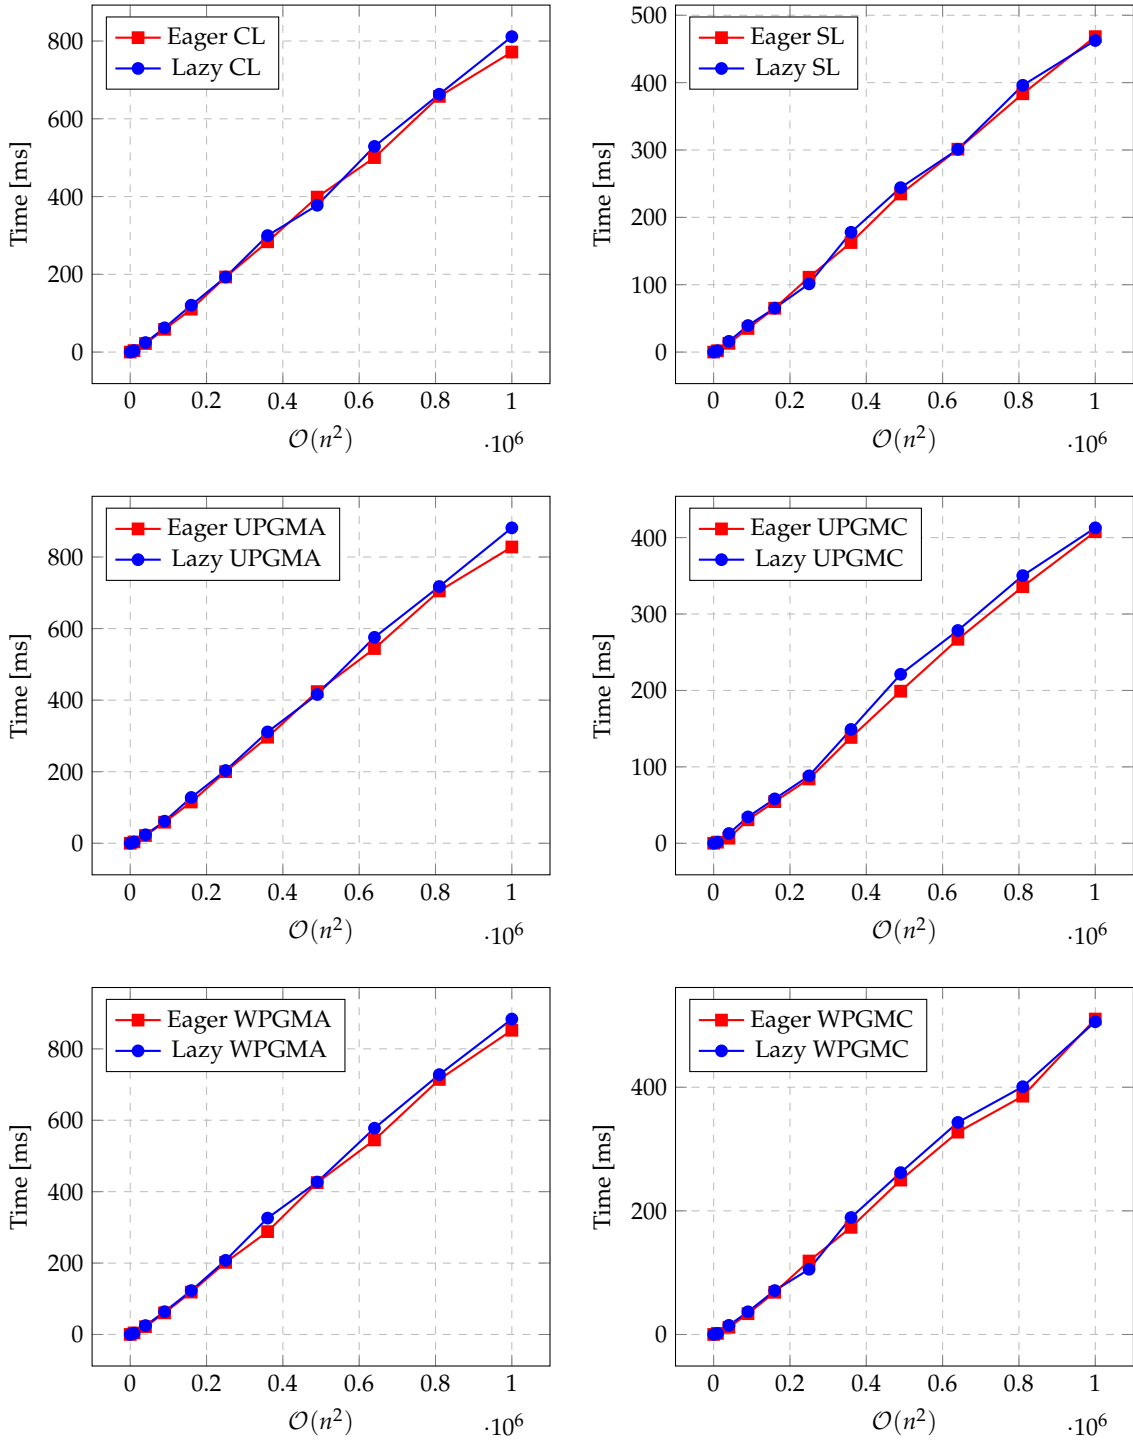 Eager CL
Lazy CL
800
600
400
200
0
Time [ms]
0 0.2 0.4 0.6 0.8 1
𝒪(n²)
·10⁶
Eager SL
Lazy SL
500
400
300
200
100
0
Time [ms]
0 0.2 0.4 0.6 0.8 1
𝒪(n²)
·10⁶
Eager UPGMA
Lazy UPGMA
800
600
400
200
0
Time [ms]
0 0.2 0.4 0.6 0.8 1
𝒪(n²)
·10⁶
Eager UPGMC
Lazy UPGMC
400
300
200
100
0
Time [ms]
0 0.2 0.4 0.6 0.8 1
𝒪(n²)
·10⁶
Eager WPGMA
Lazy WPGMA
800
600
400
200
0
Time [ms]
0 0.2 0.4 0.6 0.8 1
𝒪(n²)
·10⁶
Eager WPGMC
Lazy WPGMC
400
200
0
Time [ms]
0 0.2 0.4 0.6 0.8 1
𝒪(n²)
·10⁶